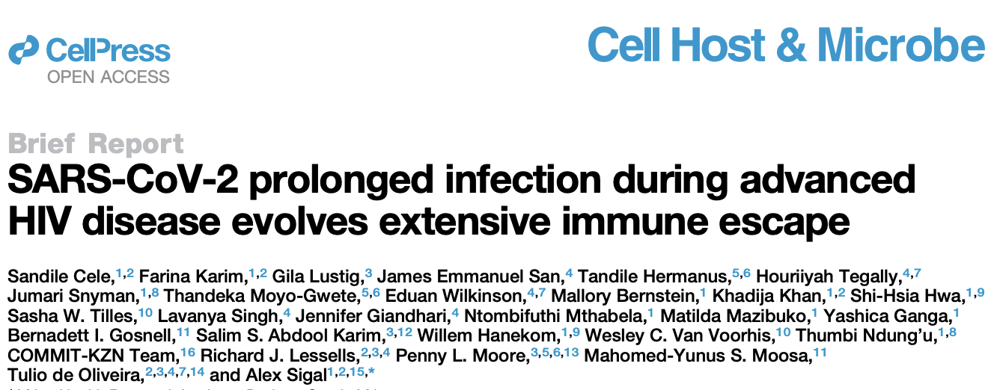 CellPress
OPEN ACCESS
Cell Host & Microbe
Brief Report
SARS-CoV-2 prolonged infection during advanced
HIV disease evolves extensive immune escape
Sandile Cele,1,2 Farina Karim,1,2 Gila Lustig,3 James Emmanuel San,4 Tandile Hermanus,5,6 Houriiyah Tegally,4,7
Jumari Snyman,1,8 Thandeka Moyo-Gwete,5,6 Eduan Wilkinson,4,7 Mallory Bernstein,1 Khadija Khan,1,2 Shi-Hsia Hwa,1,9
Sasha W. Tilles,10 Lavanya Singh,4 Jennifer Giandhari,4 Ntombifuthi Mthabela,1 Matilda Mazibuko,1 Yashica Ganga,1
Bernadett I. Gosnell,11 Salim S. Abdool Karim,3,12 Willem Hanekom,1,9 Wesley C. Van Voorhis,10 Thumbi Ndung'u,1,8
COMMIT-KZN Team,16 Richard J. Lessells,2,3,4 Penny L. Moore,3,5,6,13 Mahomed-Yunus S. Moosa,11
Tulio de Oliveira,2,3,4,7,14 and Alex Sigal1,2,15,*